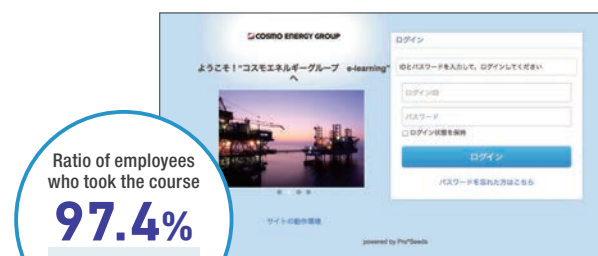 COSMO ENERGY GROUP
ようこそ！"コスモエネルギーグループ e-learning"
へ
サイトの動作環境
ログイン
IDとパスワードを入力して、ログインしてください
ログインID
パスワード
ログイン状態を保持
ログイン
パスワードを忘れた方はこちら
powered by Pro*Seeds
Ratio of employees
who took the course
97.4%